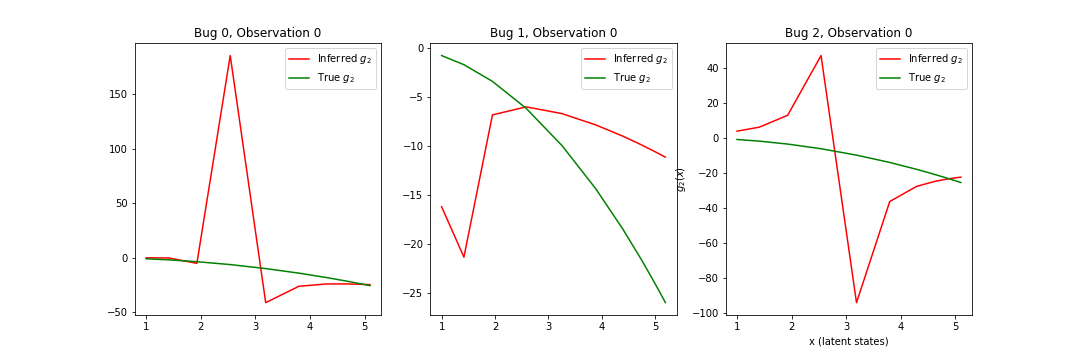 Bug 0, Observation 0
Inferred g₂
True g₂
150
100
50
0
−50
1 2 3 4 5
Bug 1, Observation 0
Inferred g₂
True g₂
0
−5
−10
−15
−20
−25
1 2 3 4 5
Bug 2, Observation 0
Inferred g₂
True g₂
g₂(x)
40
20
0
−20
−40
−60
−80
−100
1 2 3 4 5
x (latent states)